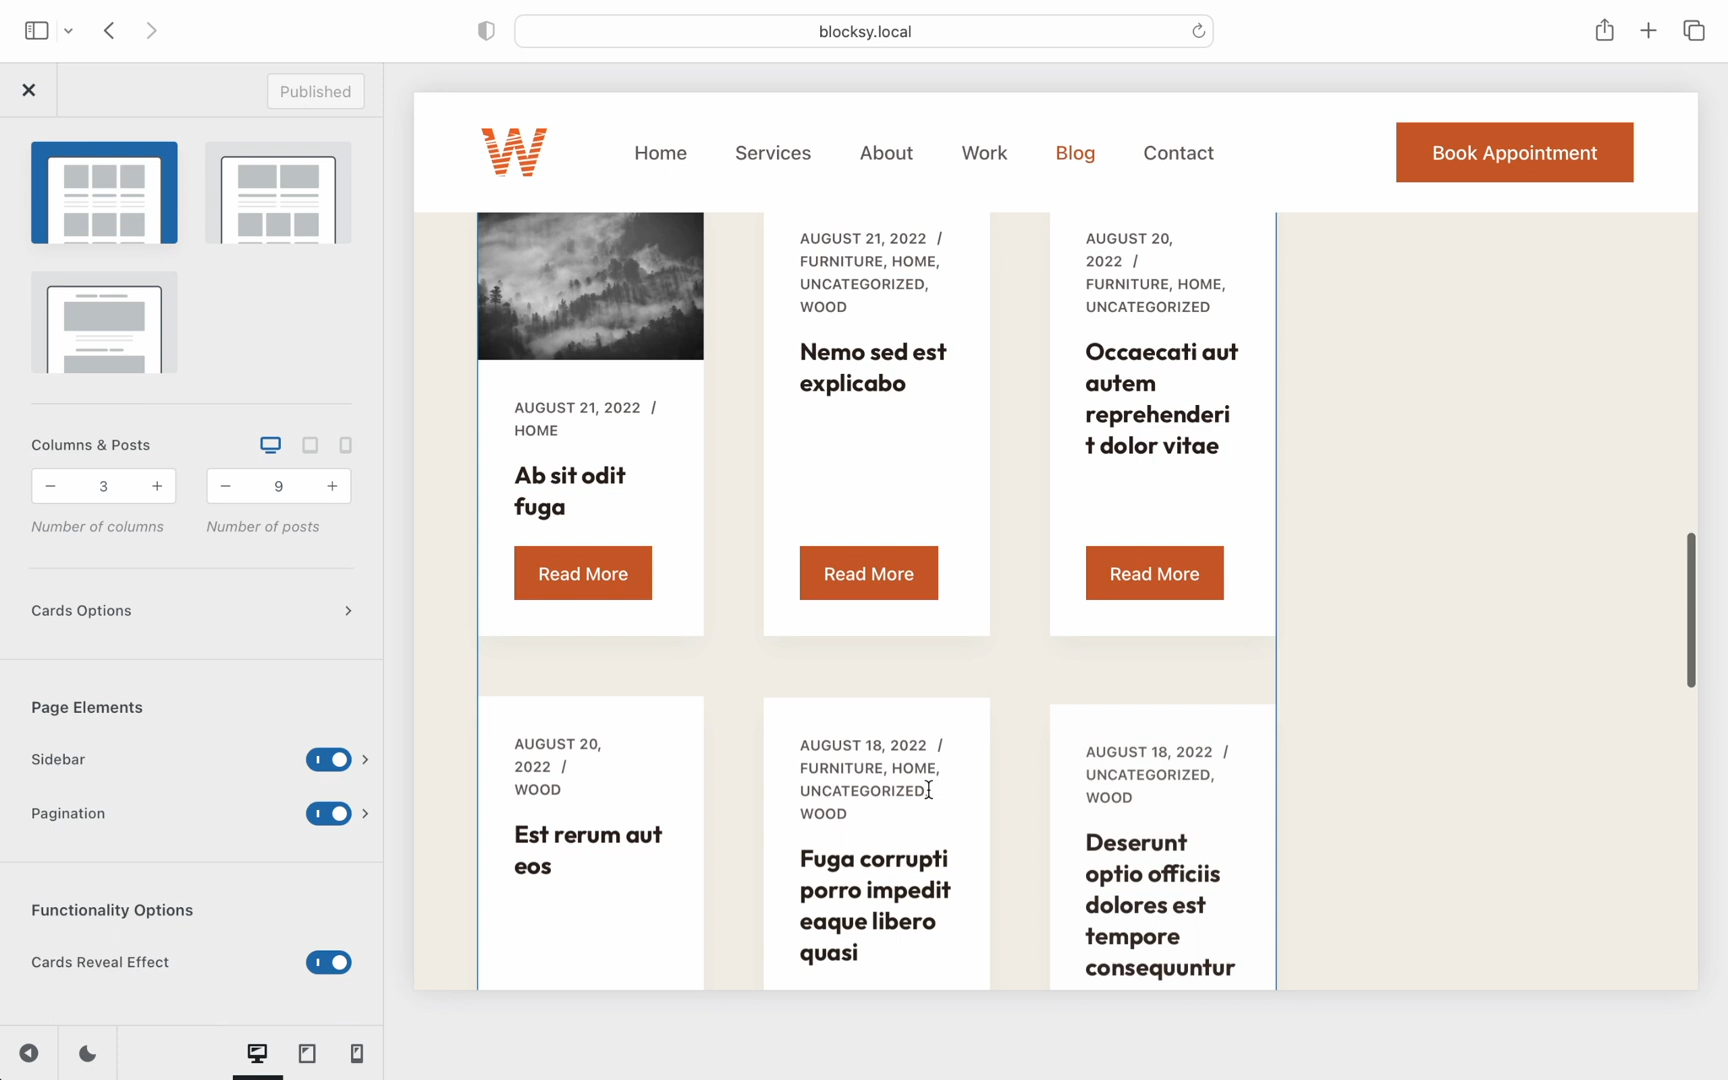 blocksy.local
Published
Columns & Posts
3
9
Number of columns
Number of posts
Cards Options
Page Elements
Sidebar
Pagination
Functionality Options
Cards Reveal Effect
W
Home
Services
About
Work
Blog
Contact
Book Appointment
AUGUST 21, 2022 /
HOME
Ab sit odit
fuga
Read More
AUGUST 21, 2022 /
FURNITURE, HOME,
UNCATEGORIZED,
WOOD
Nemo sed est
explicabo
Read More
AUGUST 20,
2022 /
FURNITURE, HOME,
UNCATEGORIZED
Occaecati aut
autem
reprehenderi
t dolor vitae
Read More
AUGUST 20,
2022 /
WOOD
Est rerum aut
eos
AUGUST 18, 2022 /
FURNITURE, HOME,
UNCATEGORIZED,
WOOD
Fuga corrupti
porro impedit
eaque libero
quasi
AUGUST 18, 2022 /
UNCATEGORIZED,
WOOD
Deserunt
optio officiis
dolores est
tempore
consequuntur